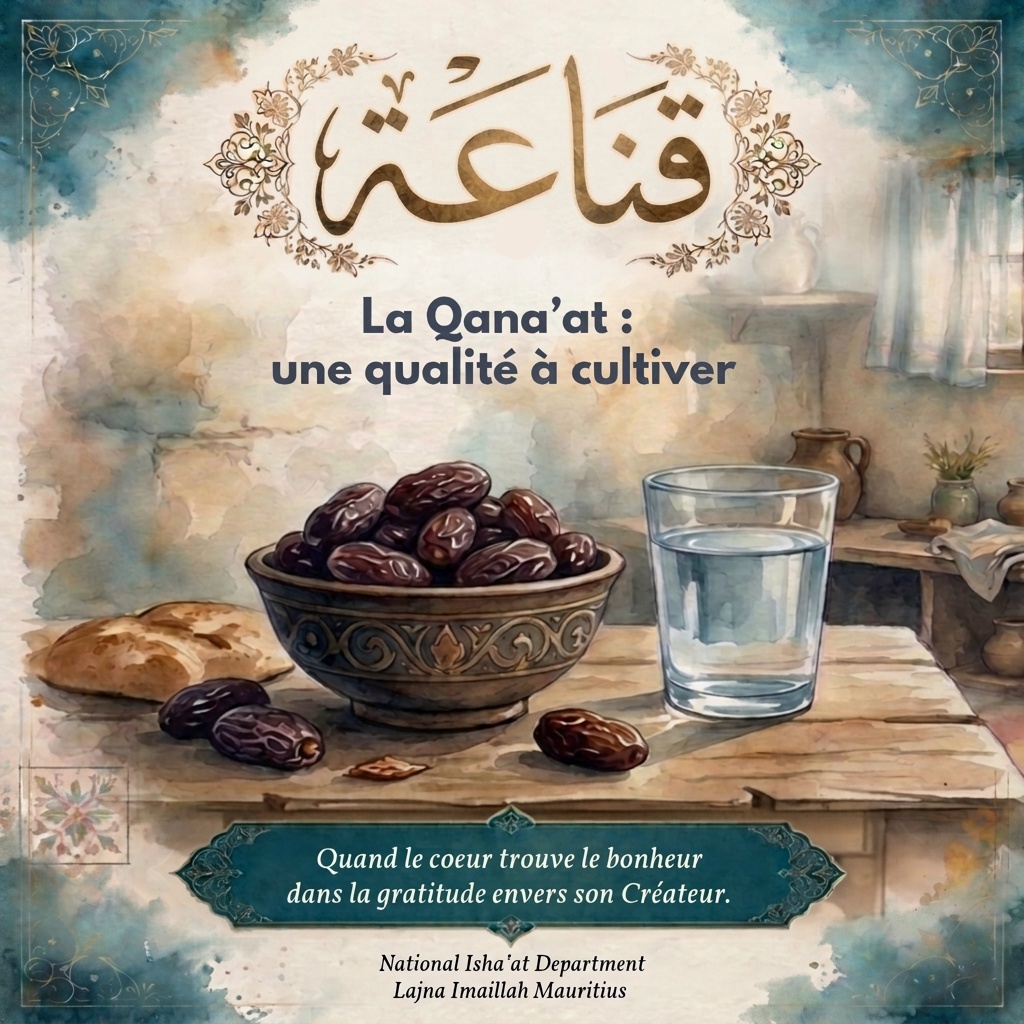 قناعة
La Qana’at :
une qualité à cultiver
Quand le coeur trouve le bonheur
dans la gratitude envers son Créateur.
National Isha’at Department
Lajna Imaillah Mauritius